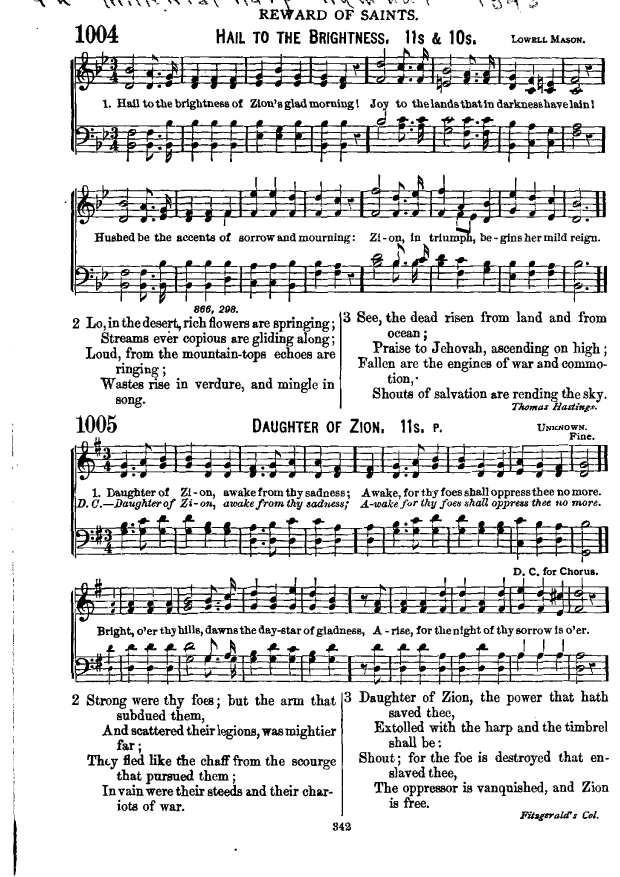 REWARD OF SAINTS.
1004 HAIL TO THE BRIGHTNESS. 11s & 10s. LOWELL MASON.
1. Hail to the brightness of Zion's glad morning! Joy to the lands that in darkness have lain!
Hushed be the accents of sorrow and mourning: Zi-on, in triumph, be-gins her mild reign.
866, 298.
2 Lo, in the desert, rich flowers are springing;
Streams ever copious are gliding along;
Loud, from the mountain-tops echoes are
ringing;
Wastes rise in verdure, and mingle in
song.
3 See, the dead risen from land and from
ocean;
Praise to Jehovah, ascending on high;
Fallen are the engines of war and commo-
tion,·
Shouts of salvation are rending the sky.
Thomas Hastings.
1005 DAUGHTER OF ZION. 11s. P. UNKNOWN.
Fine.
1. Daughter of Zi-on, awake from thy sadness; Awake, for thy foes shall oppress thee no more.
D. C.—Daughter of Zi-on, awake from thy sadness; A-wake for thy foes shall oppress thee no more.
D. C. for Chorus.
Bright, o'er thy hills, dawns the day-star of gladness, A-rise, for the night of thy sorrow is o'er.
2 Strong were thy foes; but the arm that
subdued them,
And scattered their legions, was mightier
far;
They fled like the chaff from the scourge
that pursued them;
In vain were their steeds and their char-
iots of war.
3 Daughter of Zion, the power that hath
saved thee,
Extolled with the harp and the timbrel
shall be:
Shout; for the foe is destroyed that en-
slaved thee,
The oppressor is vanquished, and Zion
is free.
Fitzgerald's Col.
342